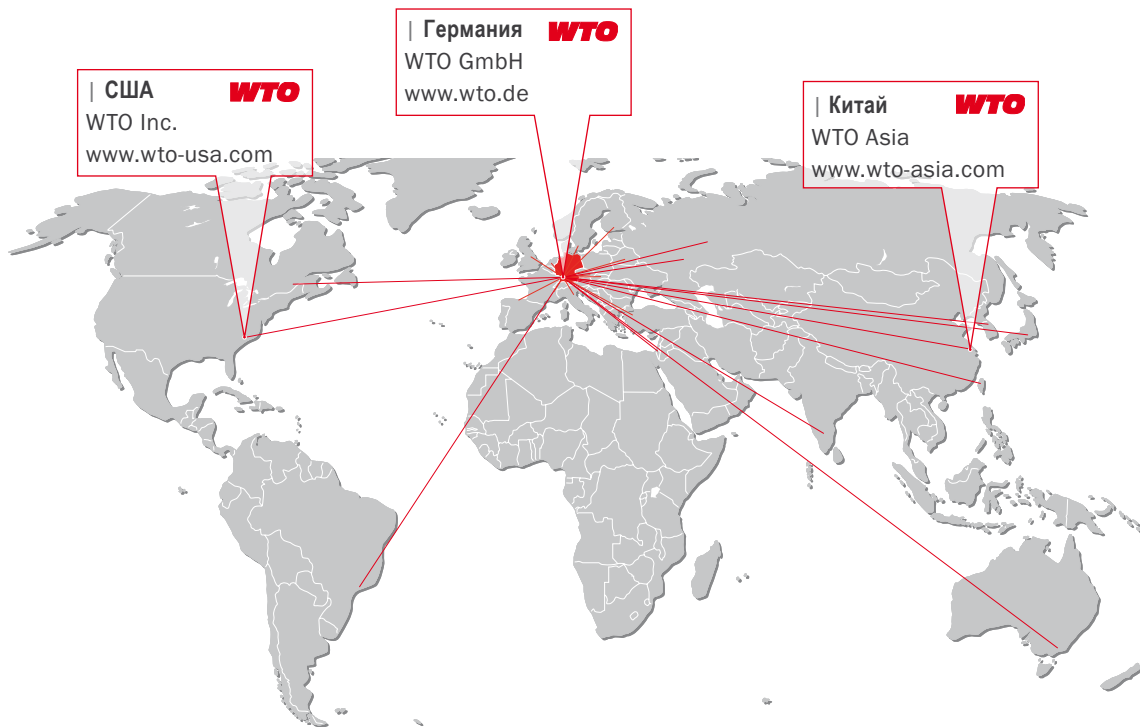 | США WTO
WTO Inc.
www.wto-usa.com
| Германия WTO
WTO GmbH
www.wto.de
| Китай WTO
WTO Asia
www.wto-asia.com